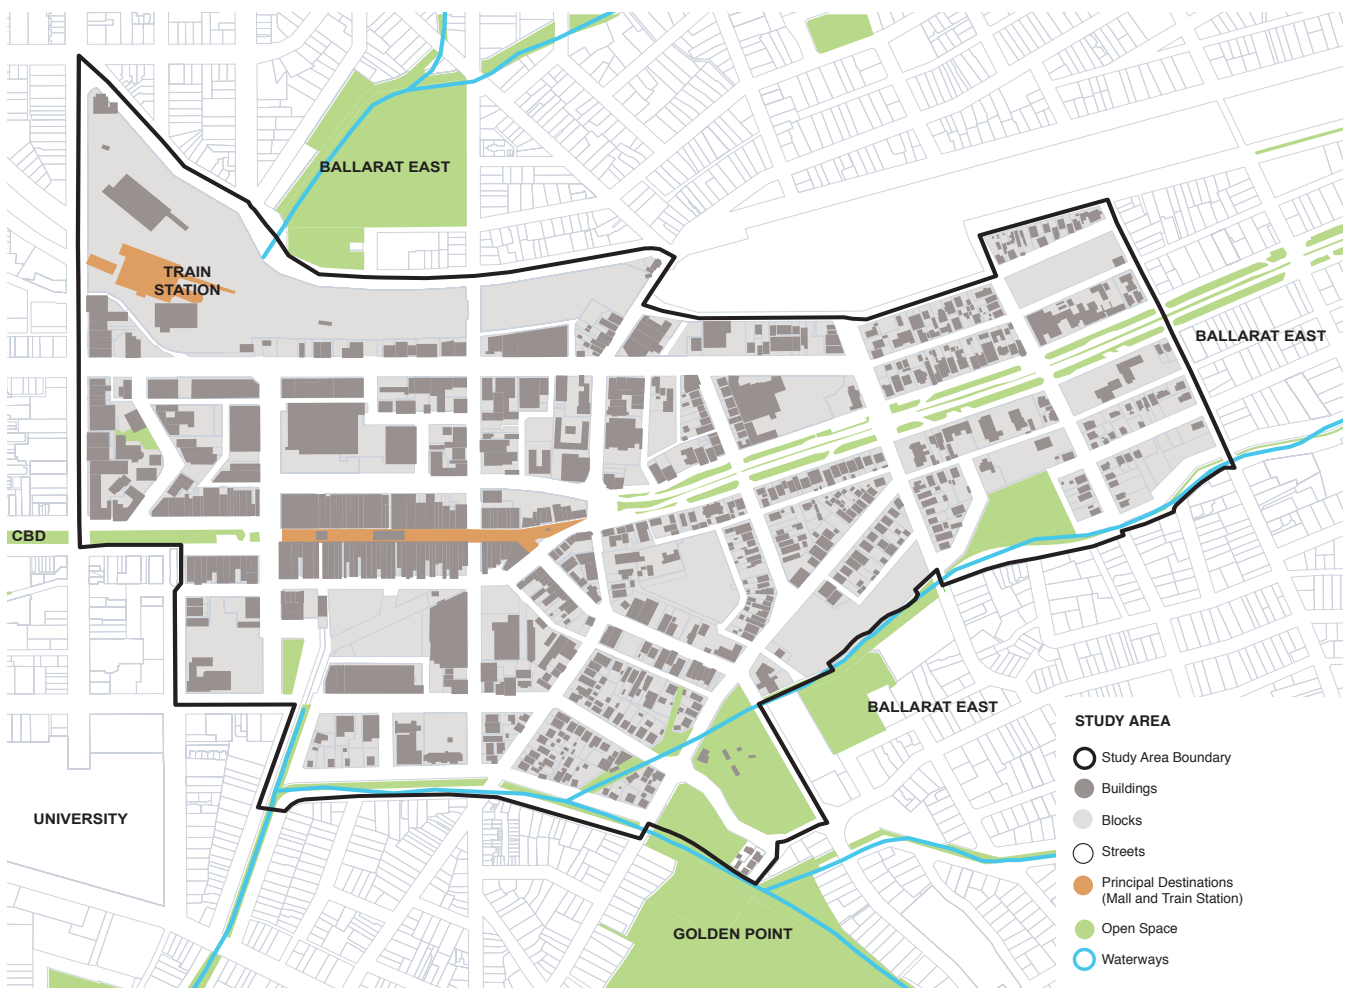 BALLARAT EAST
TRAIN
STATION
BALLARAT EAST
CBD
BALLARAT EAST
UNIVERSITY
GOLDEN POINT
STUDY AREA
Study Area Boundary
Buildings
Blocks
Streets
Principal Destinations
(Mall and Train Station)
Open Space
Waterways